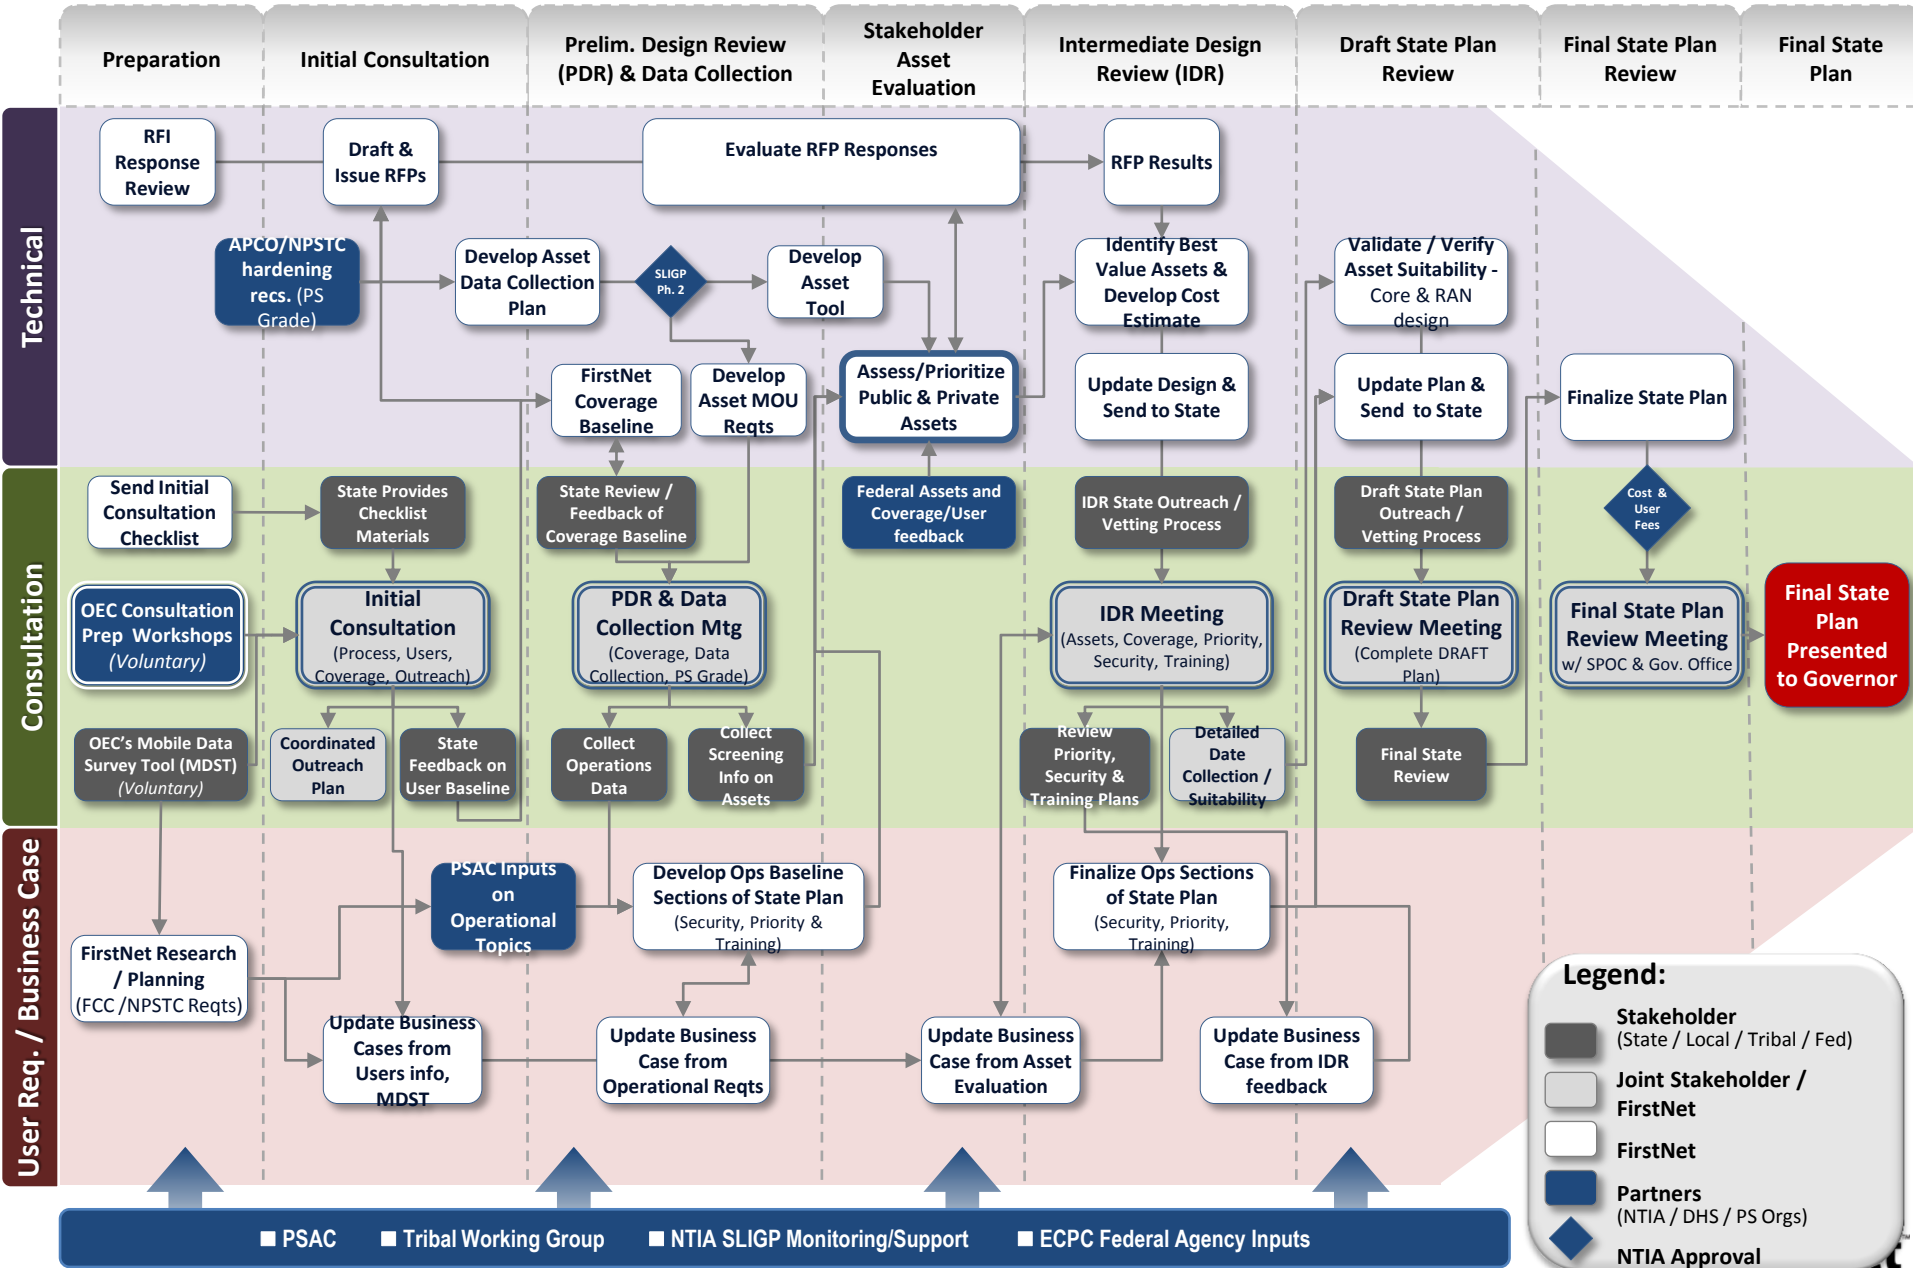 Preparation
Initial Consultation
Prelim. Design Review
(PDR) & Data Collection
Stakeholder
Asset
Evaluation
Intermediate Design
Review (IDR)
Draft State Plan
Review
Final State Plan
Review
Final State
Plan
Technical
RFI
Response
Review
Draft &
Issue RFPs
Evaluate RFP Responses
RFP Results
APCO/NPSTC
hardening
recs. (PS
Grade)
Develop Asset
Data Collection
Plan
SLIGP
Ph. 2
Develop
Asset
Tool
Identify Best
Value Assets &
Develop Cost
Estimate
Validate / Verify
Asset Suitability -
Core & RAN
design
FirstNet
Coverage
Baseline
Develop
Asset MOU
Reqts
Assess/Prioritize
Public & Private
Assets
Update Design &
Send to State
Update Plan &
Send to State
Finalize State Plan
Consultation
Send Initial
Consultation
Checklist
State Provides
Checklist
Materials
State Review /
Feedback of
Coverage Baseline
Federal Assets and
Coverage/User
feedback
IDR State Outreach /
Vetting Process
Draft State Plan
Outreach /
Vetting Process
Cost &
User
Fees
OEC Consultation
Prep Workshops
(Voluntary)
Initial
Consultation
(Process, Users,
Coverage, Outreach)
PDR & Data
Collection Mtg
(Coverage, Data
Collection, PS Grade)
IDR Meeting
(Assets, Coverage, Priority,
Security, Training)
Draft State Plan
Review Meeting
(Complete DRAFT
Plan)
Final State Plan
Review Meeting
w/ SPOC & Gov. Office
Final State
Plan
Presented
to Governor
OEC's Mobile Data
Survey Tool (MDST)
(Voluntary)
Coordinated
Outreach
Plan
State
Feedback on
User Baseline
Collect
Operations
Data
Collect
Screening
Info on
Assets
Review
Priority,
Security &
Training Plans
Detailed
Date
Collection /
Suitability
Final State
Review
User Req. / Business Case
PSAC Inputs
on
Operational
Topics
Develop Ops Baseline
Sections of State Plan
(Security, Priority &
Training)
Finalize Ops Sections
of State Plan
(Security, Priority,
Training)
FirstNet Research
/ Planning
(FCC /NPSTC Reqts)
Update Business
Cases from
Users info,
MDST
Update Business
Case from
Operational Reqts
Update Business
Case from Asset
Evaluation
Update Business
Case from IDR
feedback
Legend:
Stakeholder
(State / Local / Tribal / Fed)
Joint Stakeholder /
FirstNet
FirstNet
Partners
(NTIA / DHS / PS Orgs)
NTIA Approval
■ PSAC ■ Tribal Working Group ■ NTIA SLIGP Monitoring/Support ■ ECPC Federal Agency Inputs